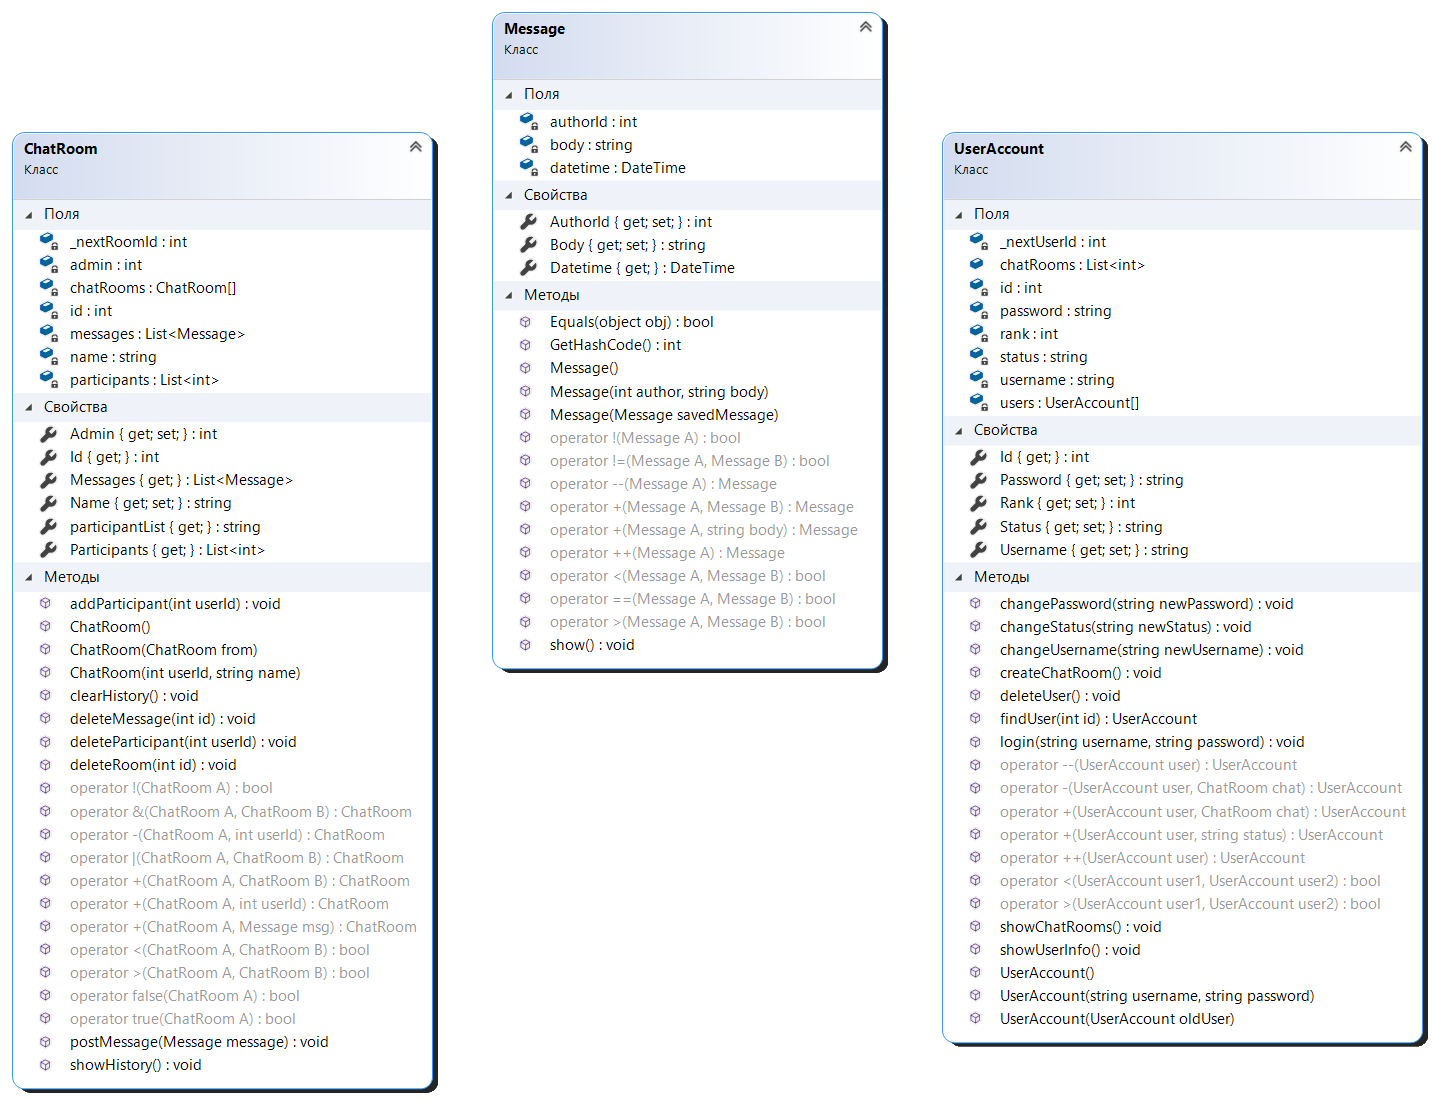 ChatRoom
Класс
Поля
_nextRoomId : int
admin : int
chatRooms : ChatRoom[]
id : int
messages : List<Message>
name : string
participants : List<int>
Свойства
Admin { get; set; } : int
Id { get; } : int
Messages { get; } : List<Message>
Name { get; set; } : string
participantList { get; } : string
Participants { get; } : List<int>
Методы
addParticipant(int userId) : void
ChatRoom()
ChatRoom(ChatRoom from)
ChatRoom(int userId, string name)
clearHistory() : void
deleteMessage(int id) : void
deleteParticipant(int userId) : void
deleteRoom(int id) : void
operator !(ChatRoom A) : bool
operator &(ChatRoom A, ChatRoom B) : ChatRoom
operator -(ChatRoom A, int userId) : ChatRoom
operator |(ChatRoom A, ChatRoom B) : ChatRoom
operator +(ChatRoom A, ChatRoom B) : ChatRoom
operator +(ChatRoom A, int userId) : ChatRoom
operator +(ChatRoom A, Message msg) : ChatRoom
operator <(ChatRoom A, ChatRoom B) : bool
operator >(ChatRoom A, ChatRoom B) : bool
operator false(ChatRoom A) : bool
operator true(ChatRoom A) : bool
postMessage(Message message) : void
showHistory() : void
Message
Класс
Поля
authorId : int
body : string
datetime : DateTime
Свойства
AuthorId { get; set; } : int
Body { get; set; } : string
Datetime { get; } : DateTime
Методы
Equals(object obj) : bool
GetHashCode() : int
Message()
Message(int author, string body)
Message(Message savedMessage)
operator !(Message A) : bool
operator !=(Message A, Message B) : bool
operator --(Message A) : Message
operator +(Message A, Message B) : Message
operator +(Message A, string body) : Message
operator ++(Message A) : Message
operator <(Message A, Message B) : bool
operator ==(Message A, Message B) : bool
operator >(Message A, Message B) : bool
show() : void
UserAccount
Класс
Поля
_nextUserId : int
chatRooms : List<int>
id : int
password : string
rank : int
status : string
username : string
users : UserAccount[]
Свойства
Id { get; } : int
Password { get; set; } : string
Rank { get; set; } : int
Status { get; set; } : string
Username { get; set; } : string
Методы
changePassword(string newPassword) : void
changeStatus(string newStatus) : void
changeUsername(string newUsername) : void
createChatRoom() : void
deleteUser() : void
findUser(int id) : UserAccount
login(string username, string password) : void
operator --(UserAccount user) : UserAccount
operator -(UserAccount user, ChatRoom chat) : UserAccount
operator +(UserAccount user, ChatRoom chat) : UserAccount
operator +(UserAccount user, string status) : UserAccount
operator ++(UserAccount user) : UserAccount
operator <(UserAccount user1, UserAccount user2) : bool
operator >(UserAccount user1, UserAccount user2) : bool
showChatRooms() : void
showUserInfo() : void
UserAccount()
UserAccount(string username, string password)
UserAccount(UserAccount oldUser)